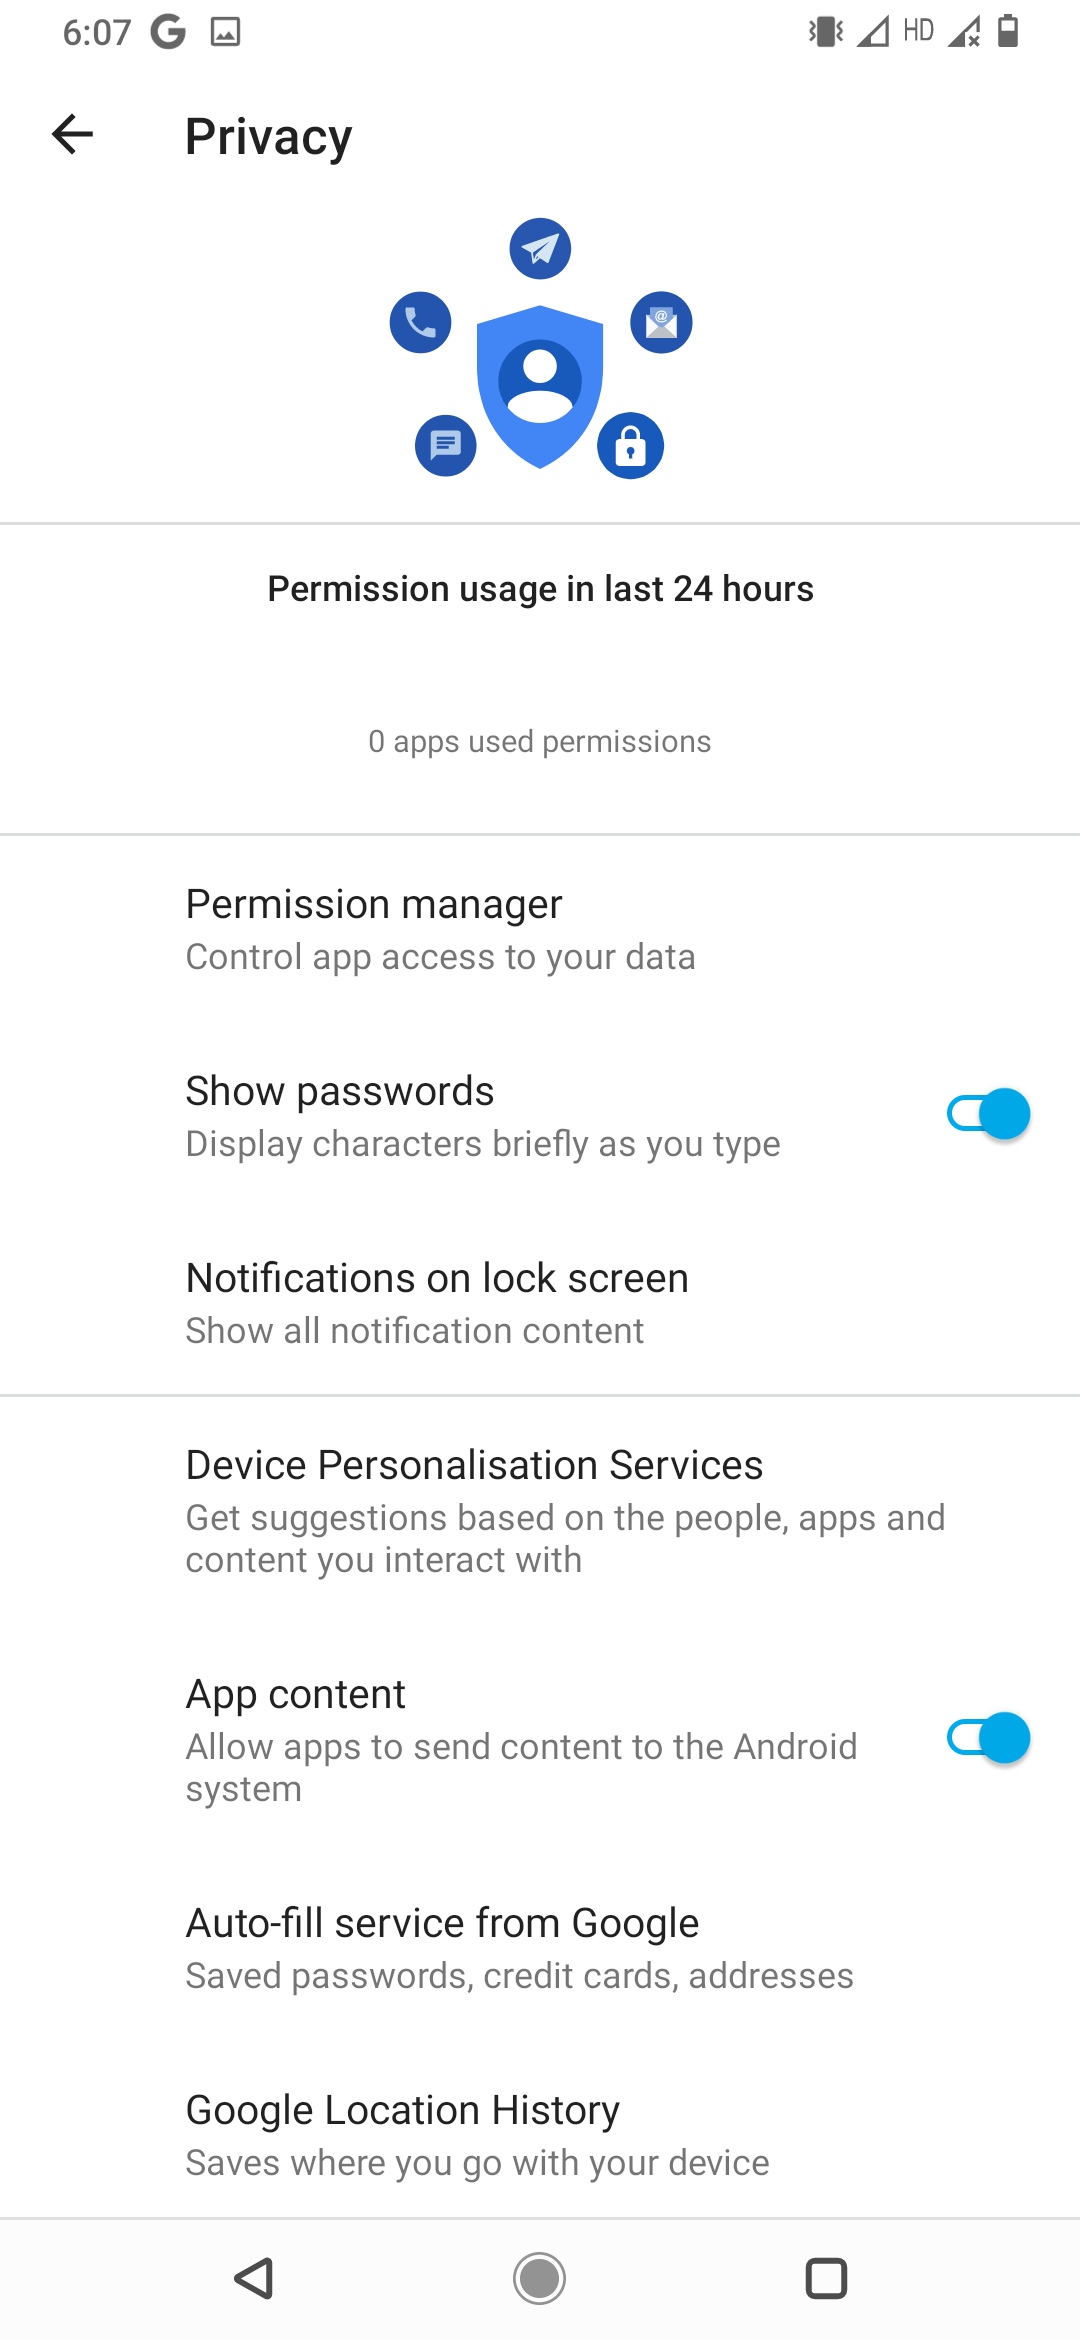 6:07 G HD
Privacy
@
Permission usage in last 24 hours
0 apps used permissions
Permission manager
Control app access to your data
Show passwords
Display characters briefly as you type
Notifications on lock screen
Show all notification content
Device Personalisation Services
Get suggestions based on the people, apps and
content you interact with
App content
Allow apps to send content to the Android
system
Auto-fill service from Google
Saved passwords, credit cards, addresses
Google Location History
Saves where you go with your device